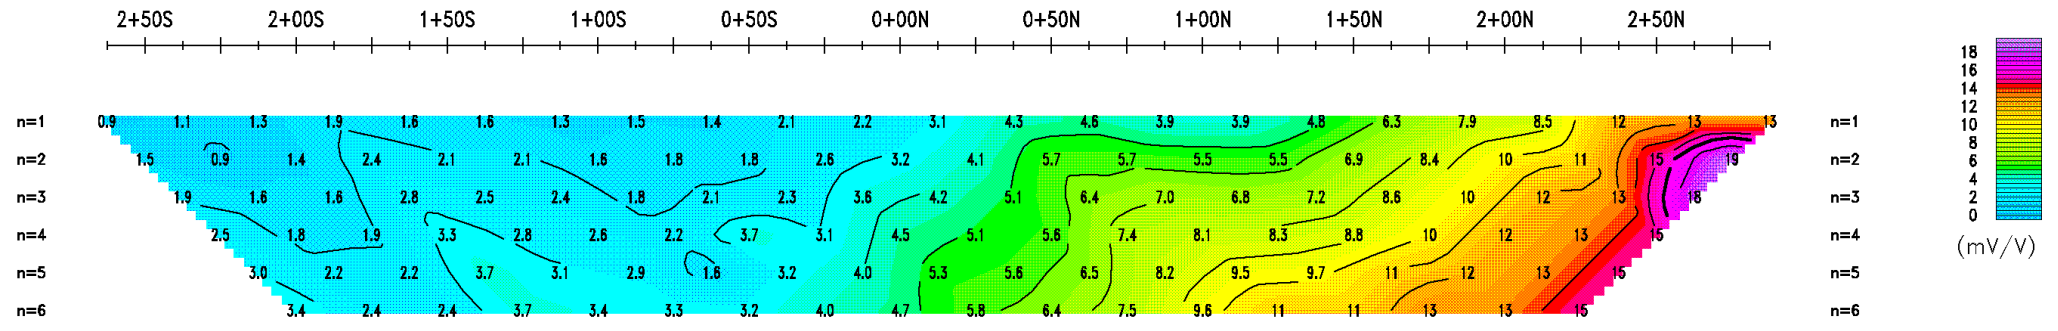 2+50S 2+00S 1+50S 1+00S 0+50S 0+00N 0+50N 1+00N 1+50N 2+00N 2+50N
18
16
14
12
10
8
6
4
2
0
(mV/V)
n=1 0.9 1.1 1.3 1.9 1.6 1.6 1.3 1.5 1.4 2.1 2.2 3.1 4.3 4.6 3.9 3.9 4.8 6.3 7.9 8.5 12 13 13 n=1
n=2 1.5 0.9 1.4 2.4 2.1 2.1 1.6 1.8 1.8 2.6 3.2 4.1 5.7 5.7 5.5 5.5 6.9 8.4 10 11 15 19 n=2
n=3 1.9 1.6 1.6 2.8 2.5 2.4 1.8 2.1 2.3 3.6 4.2 5.1 6.4 7.0 6.8 7.2 8.6 10 12 13 18 n=3
n=4 2.5 1.8 1.9 3.3 2.8 2.6 2.2 3.7 3.1 4.5 5.1 5.6 7.4 8.1 8.3 8.8 10 12 13 15 n=4
n=5 3.0 2.2 2.2 3.7 3.1 2.9 1.6 3.2 4.0 5.3 5.6 6.5 8.2 9.5 9.7 11 12 13 15 n=5
n=6 3.4 2.4 2.4 3.7 3.4 3.3 3.2 4.0 4.7 5.8 6.4 7.5 9.6 11 11 13 13 15 n=6